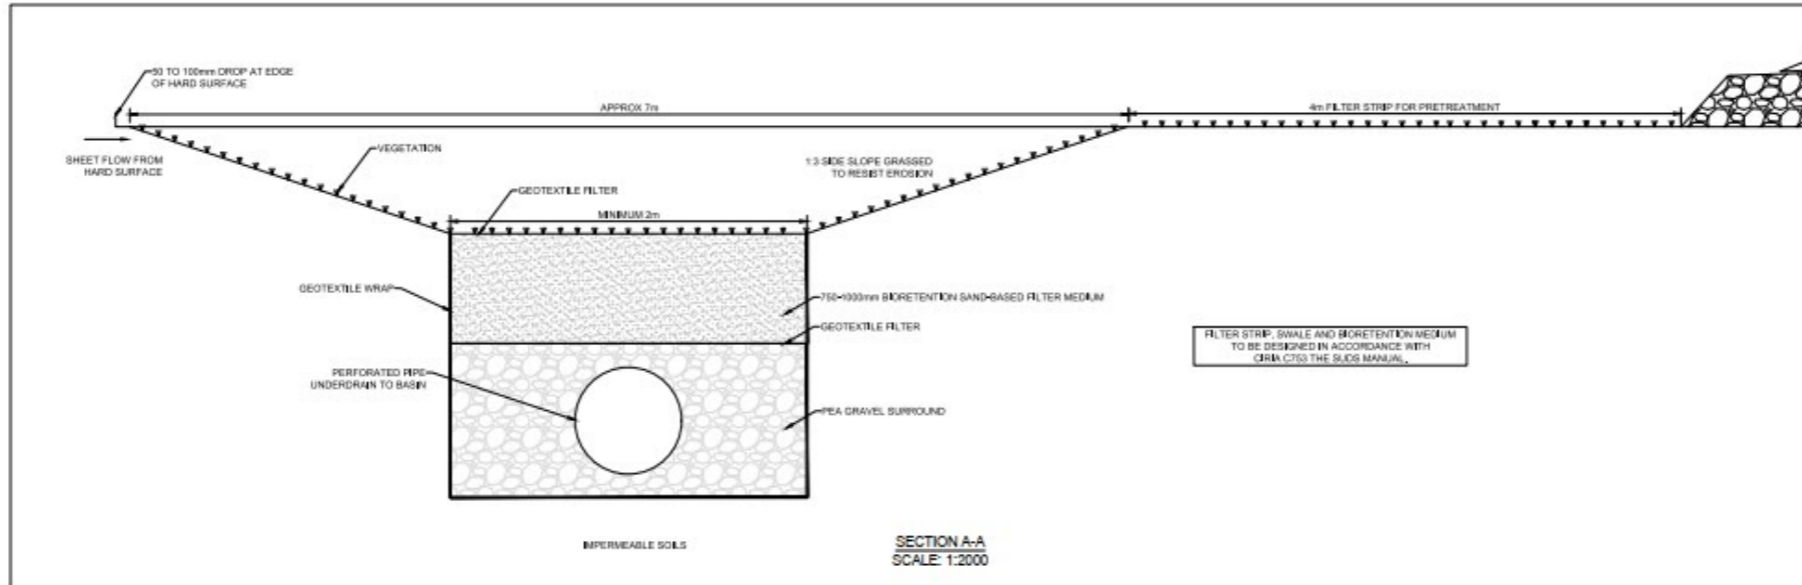 50 TO 100mm DROP AT EDGE
OF HARD SURFACE
APPROX 7m
4m FILTER STRIP FOR PRETREATMENT
SHEET FLOW FROM
HARD SURFACE
VEGETATION
1:3 SIDE SLOPE GRASSED
TO RESIST EROSION
GEOTEXTILE FILTER
MINIMUM 2m
GEOTEXTILE WRAP
750-1000mm BIORETENTION SAND-BASED FILTER MEDIUM
GEOTEXTILE FILTER
FILTER STRIP, SWALE AND BIORETENTION MEDIUM
TO BE DESIGNED IN ACCORDANCE WITH
CIRIA C753 THE SUDS MANUAL.
PERFORATED PIPE
UNDERDRAIN TO BASIN
PEA GRAVEL SURROUND
IMPERMEABLE SOILS
SECTION A-A
SCALE: 1:2000